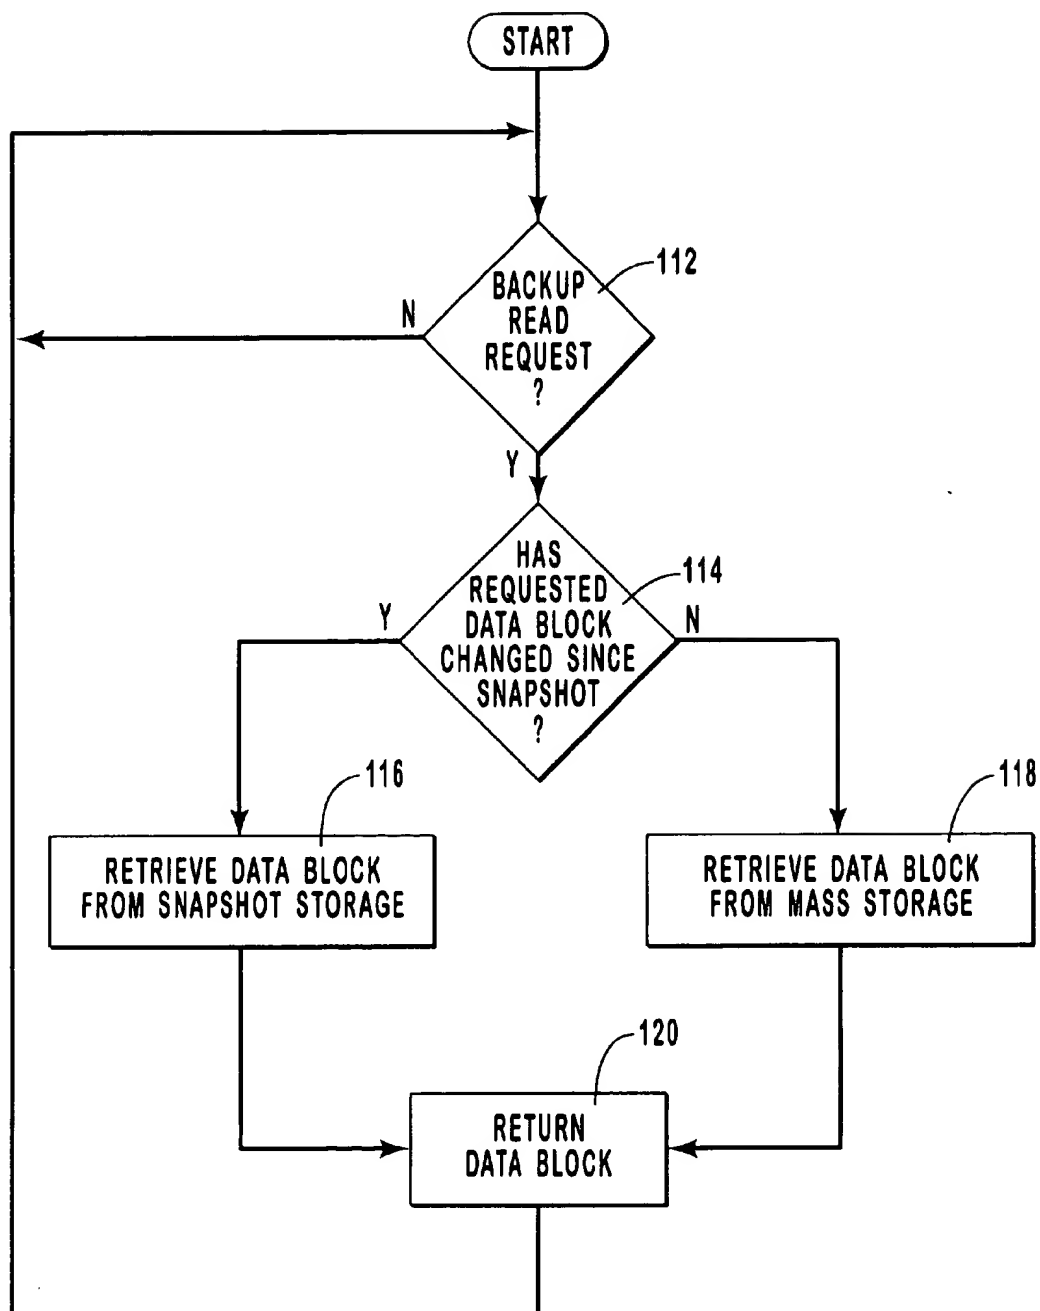 START
112
BACKUP
READ
REQUEST
?
N
Y
HAS
REQUESTED
DATA BLOCK
CHANGED SINCE
SNAPSHOT
?
114
Y
N
116
RETRIEVE DATA BLOCK
FROM SNAPSHOT STORAGE
118
RETRIEVE DATA BLOCK
FROM MASS STORAGE
120
RETURN
DATA BLOCK